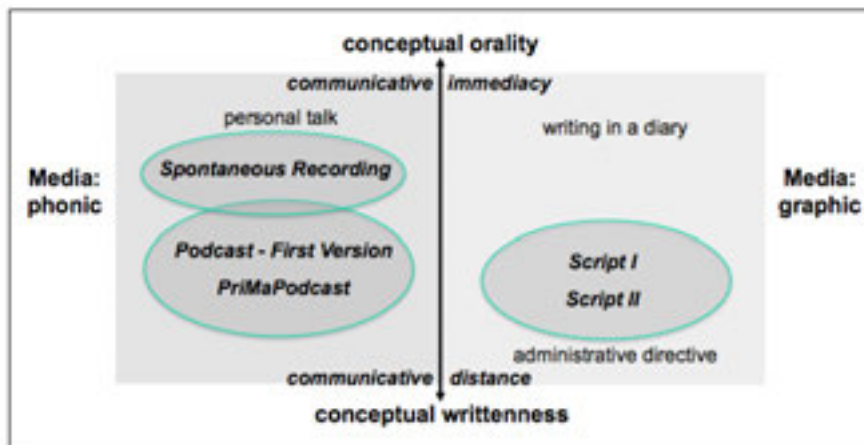 conceptual orality
communicative immediacy
personal talk
writing in a diary
Spontaneous Recording
Media:
phonic
Media:
graphic
Podcast - First Version
PriMaPodcast
Script I
Script II
administrative directive
communicative distance
conceptual writtenness